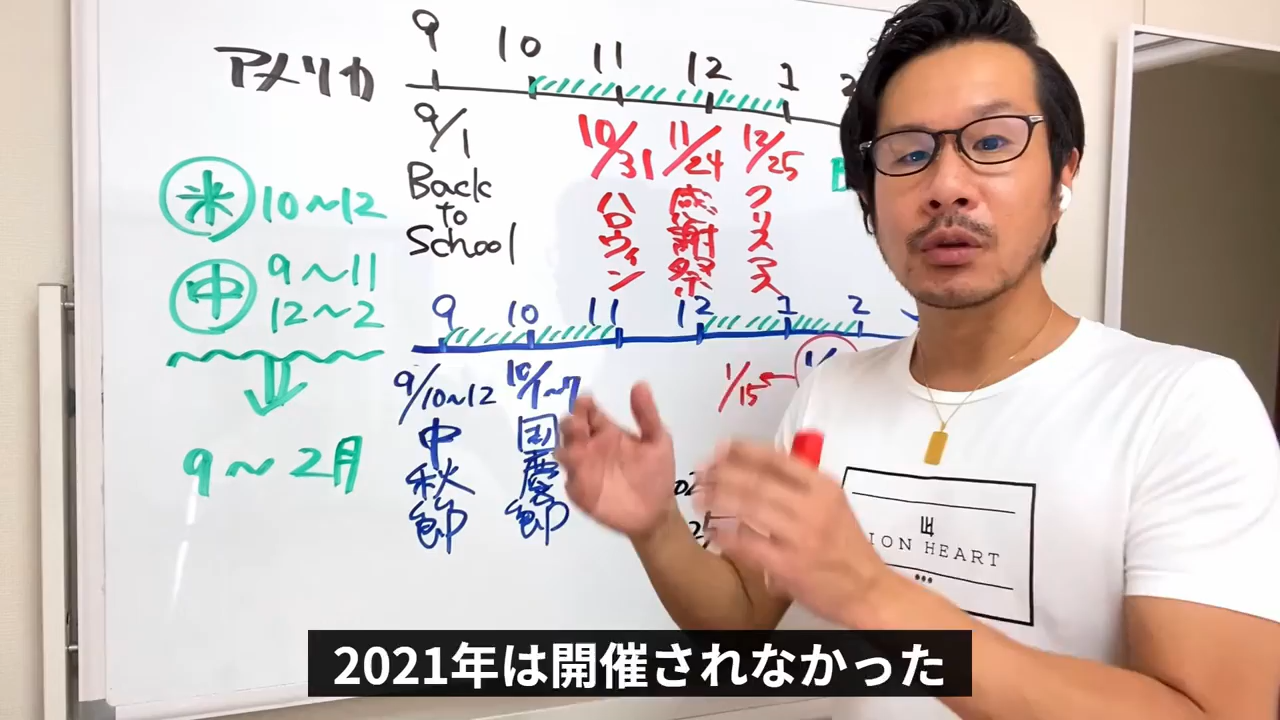 9 10 11 12 1 2
アメリカ
9/1 10/31 11/24 12/25
Back
to
School
ハロウィン
感謝祭
クリスマス
米 10〜12
中 9〜11
12〜2
9〜2月
9 10 11 12 1 2
9/10〜12 10/1〜7 1/15
中秋節
国慶節
LION HEART
2021年は開催されなかった